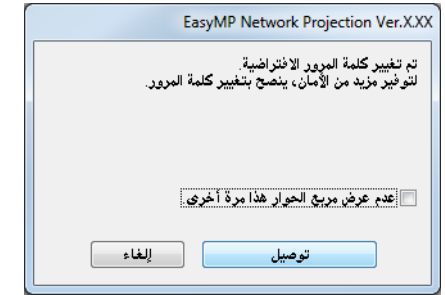 EasyMP Network Projection Ver.X.XX
تم تغيير كلمة المرور الافتراضية.
لتوفير مزيد من الأمان، ينصح بتغيير كلمة المرور.
عدم عرض مربع الحوار هذا مرة أخرى.
توصيل
إلغاء